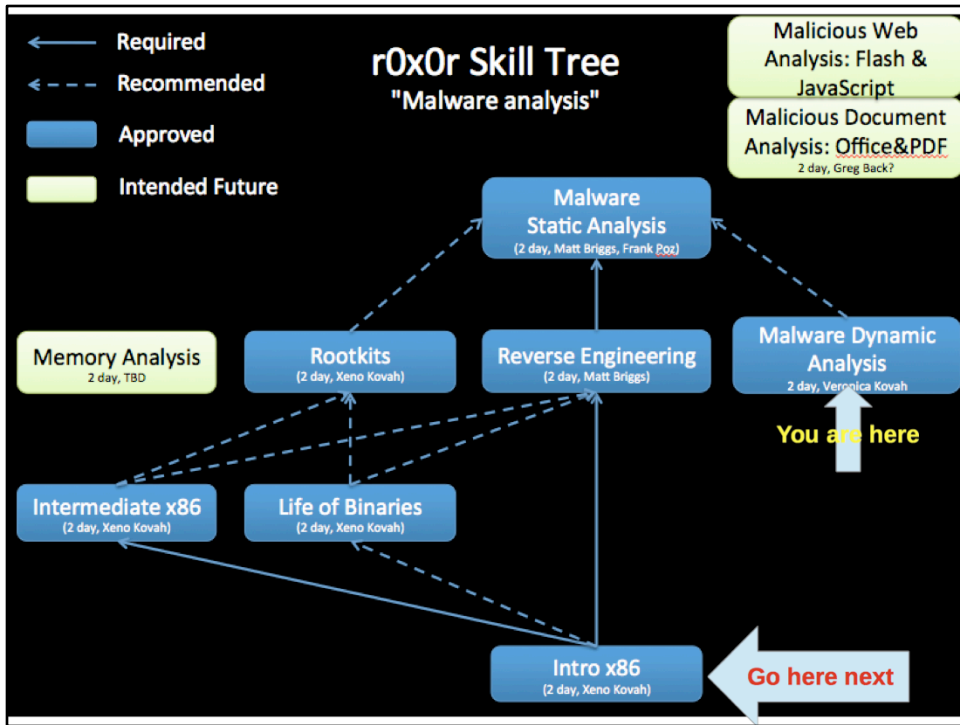 Required
Recommended
Approved
Intended Future
r0x0r Skill Tree
"Malware analysis"
Malicious Web
Analysis: Flash &
JavaScript
Malicious Document
Analysis: Office&PDF
2 day, Greg Back?
Malware
Static Analysis
(2 day, Matt Briggs, Frank Poz)
Memory Analysis
2 day, TBD
Rootkits
(2 day, Xeno Kovah)
Reverse Engineering
(2 day, Matt Briggs)
Malware Dynamic
Analysis
2 day, Veronica Kovah
You are here
Intermediate x86
(2 day, Xeno Kovah)
Life of Binaries
(2 day, Xeno Kovah)
Intro x86
(2 day, Xeno Kovah)
Go here next